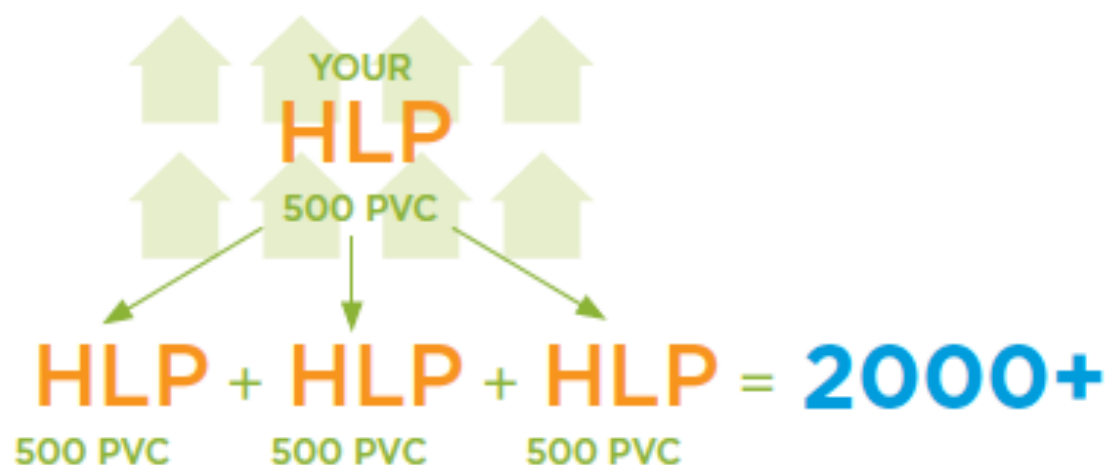 YOUR
HLP
500 PVC
HLP + HLP + HLP = 2000+
500 PVC 500 PVC 500 PVC